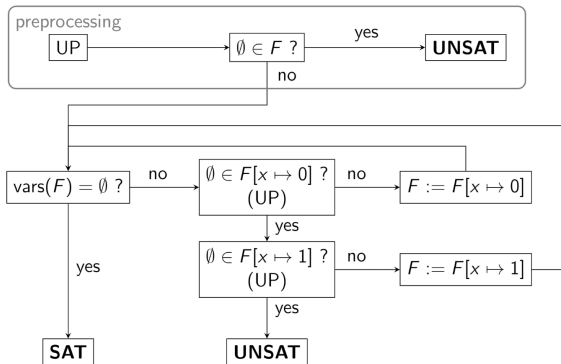 preprocessing
UP
∅ ∈ F ?
yes
UNSAT
no
vars(F) = ∅ ?
no
∅ ∈ F[x ↦ 0] ?
(UP)
no
F := F[x ↦ 0]
yes
yes
∅ ∈ F[x ↦ 1] ?
(UP)
no
F := F[x ↦ 1]
yes
SAT
UNSAT